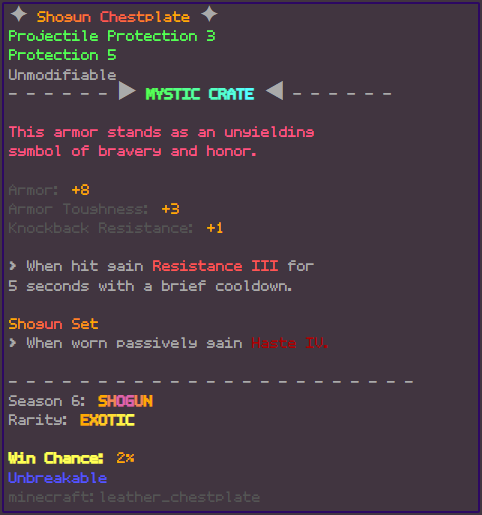 ✦ Shogun Chestplate ✦
Projectile Protection 3
Protection 5
Unmodifiable
- - - - - - ▶ MYSTIC CRATE ◀ - - - - - -
This armor stands as an unyielding
symbol of bravery and honor.
Armor: +8
Armor Toughness: +3
Knockback Resistance: +1
> When hit gain Resistance III for
5 seconds with a brief cooldown.
Shogun Set
> When worn passively gain Haste IV.
- - - - - - - - - - - - - - - - - - - - - - -
Season 6: SHOGUN
Rarity: EXOTIC
Win Chance: 2%
Unbreakable
minecraft:leather_chestplate